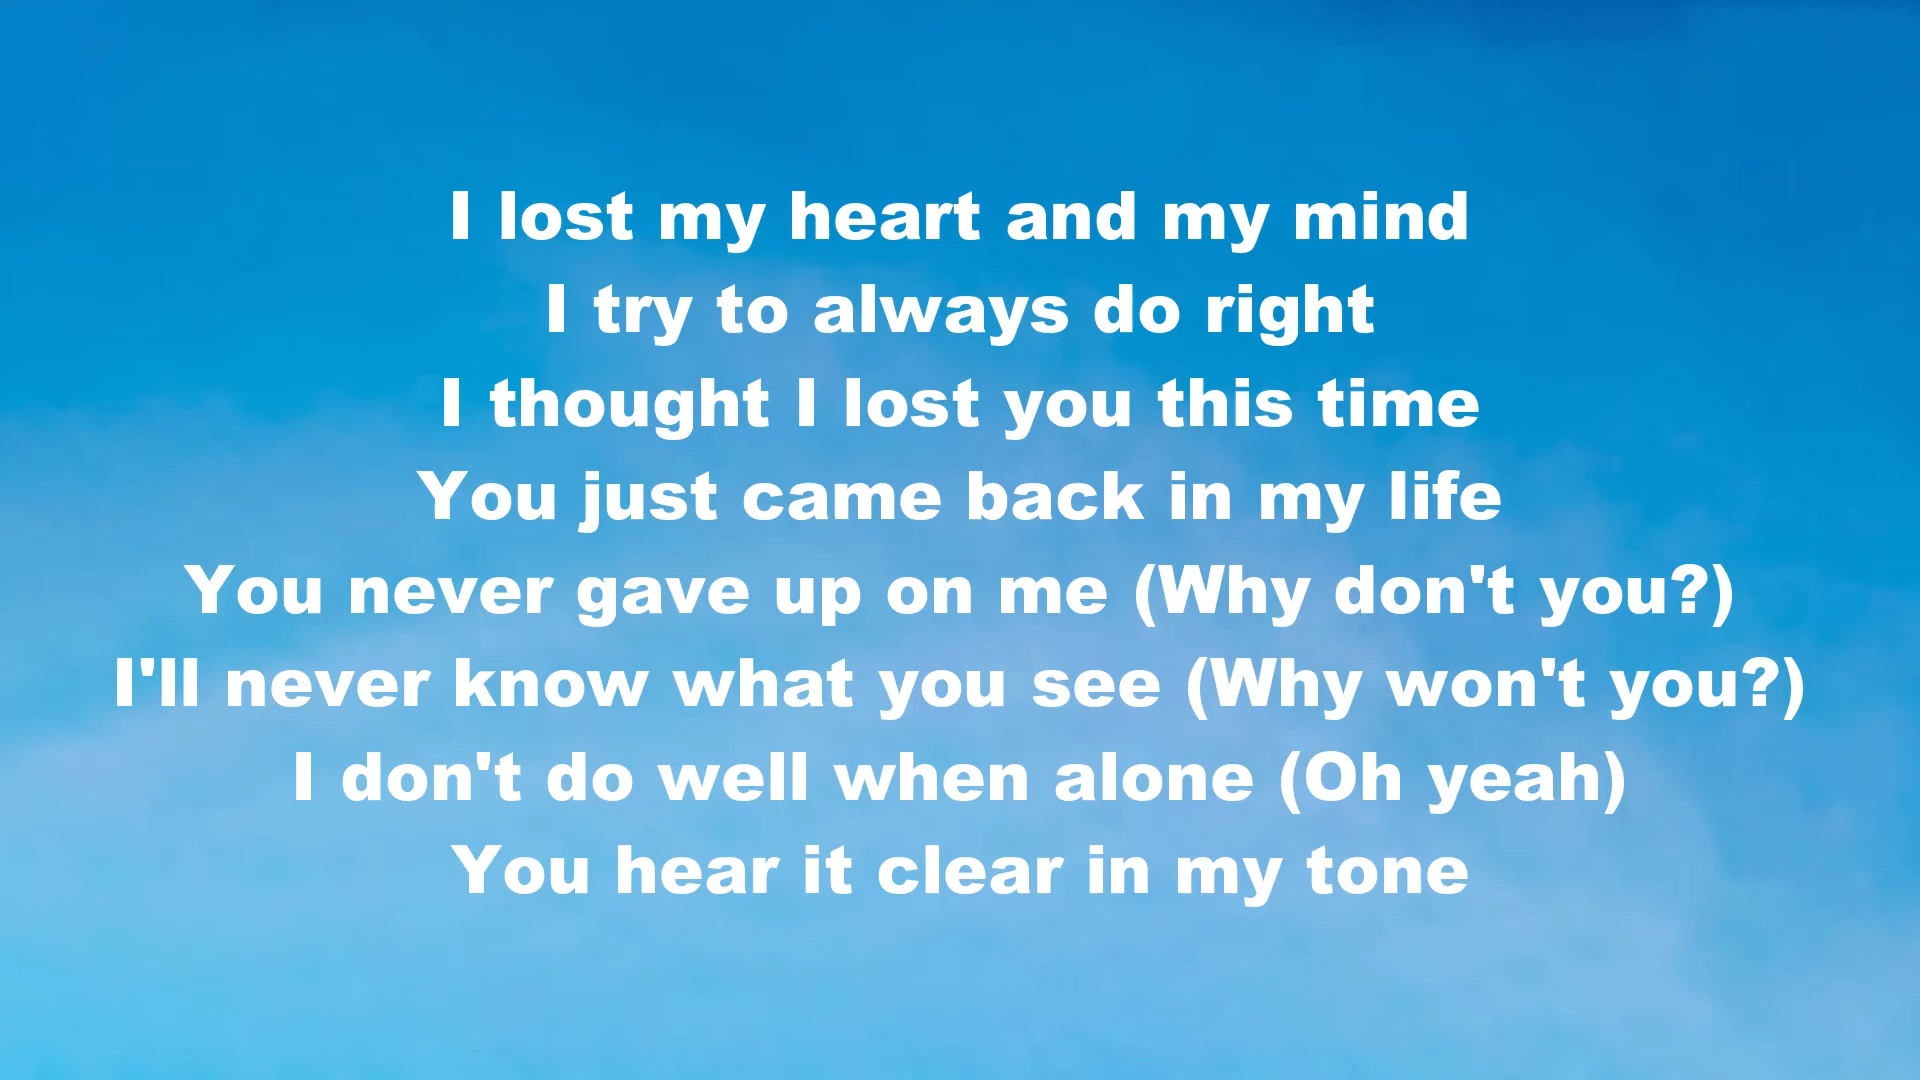 I lost my heart and my mind
I try to always do right
I thought I lost you this time
You just came back in my life
You never gave up on me (Why don't you?)
I'll never know what you see (Why won't you?)
I don't do well when alone (Oh yeah)
You hear it clear in my tone